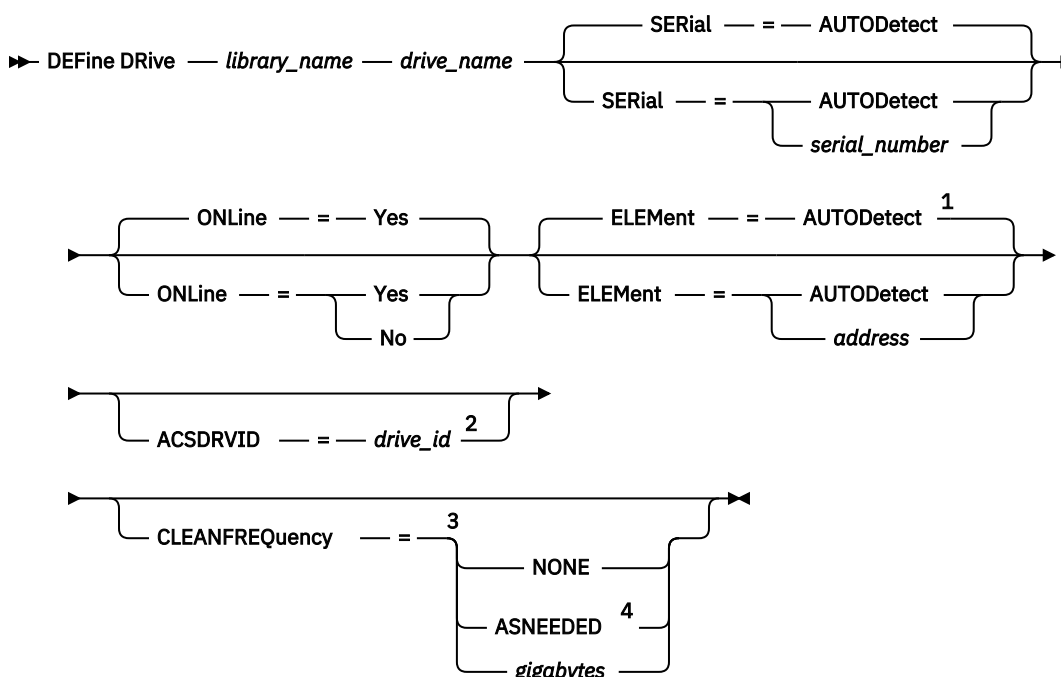 SERial = AUTODetect
DEFine DRive library_name drive_name
SERial = AUTODetect
serial_number
ONLine = Yes
ELEMent = AUTODetect 1
ONLine = Yes
ELEMent = AUTODetect
No
address
ACSDRVID = drive_id 2
CLEANFREQuency = 3
NONE
ASNEEDED 4
gigabytes